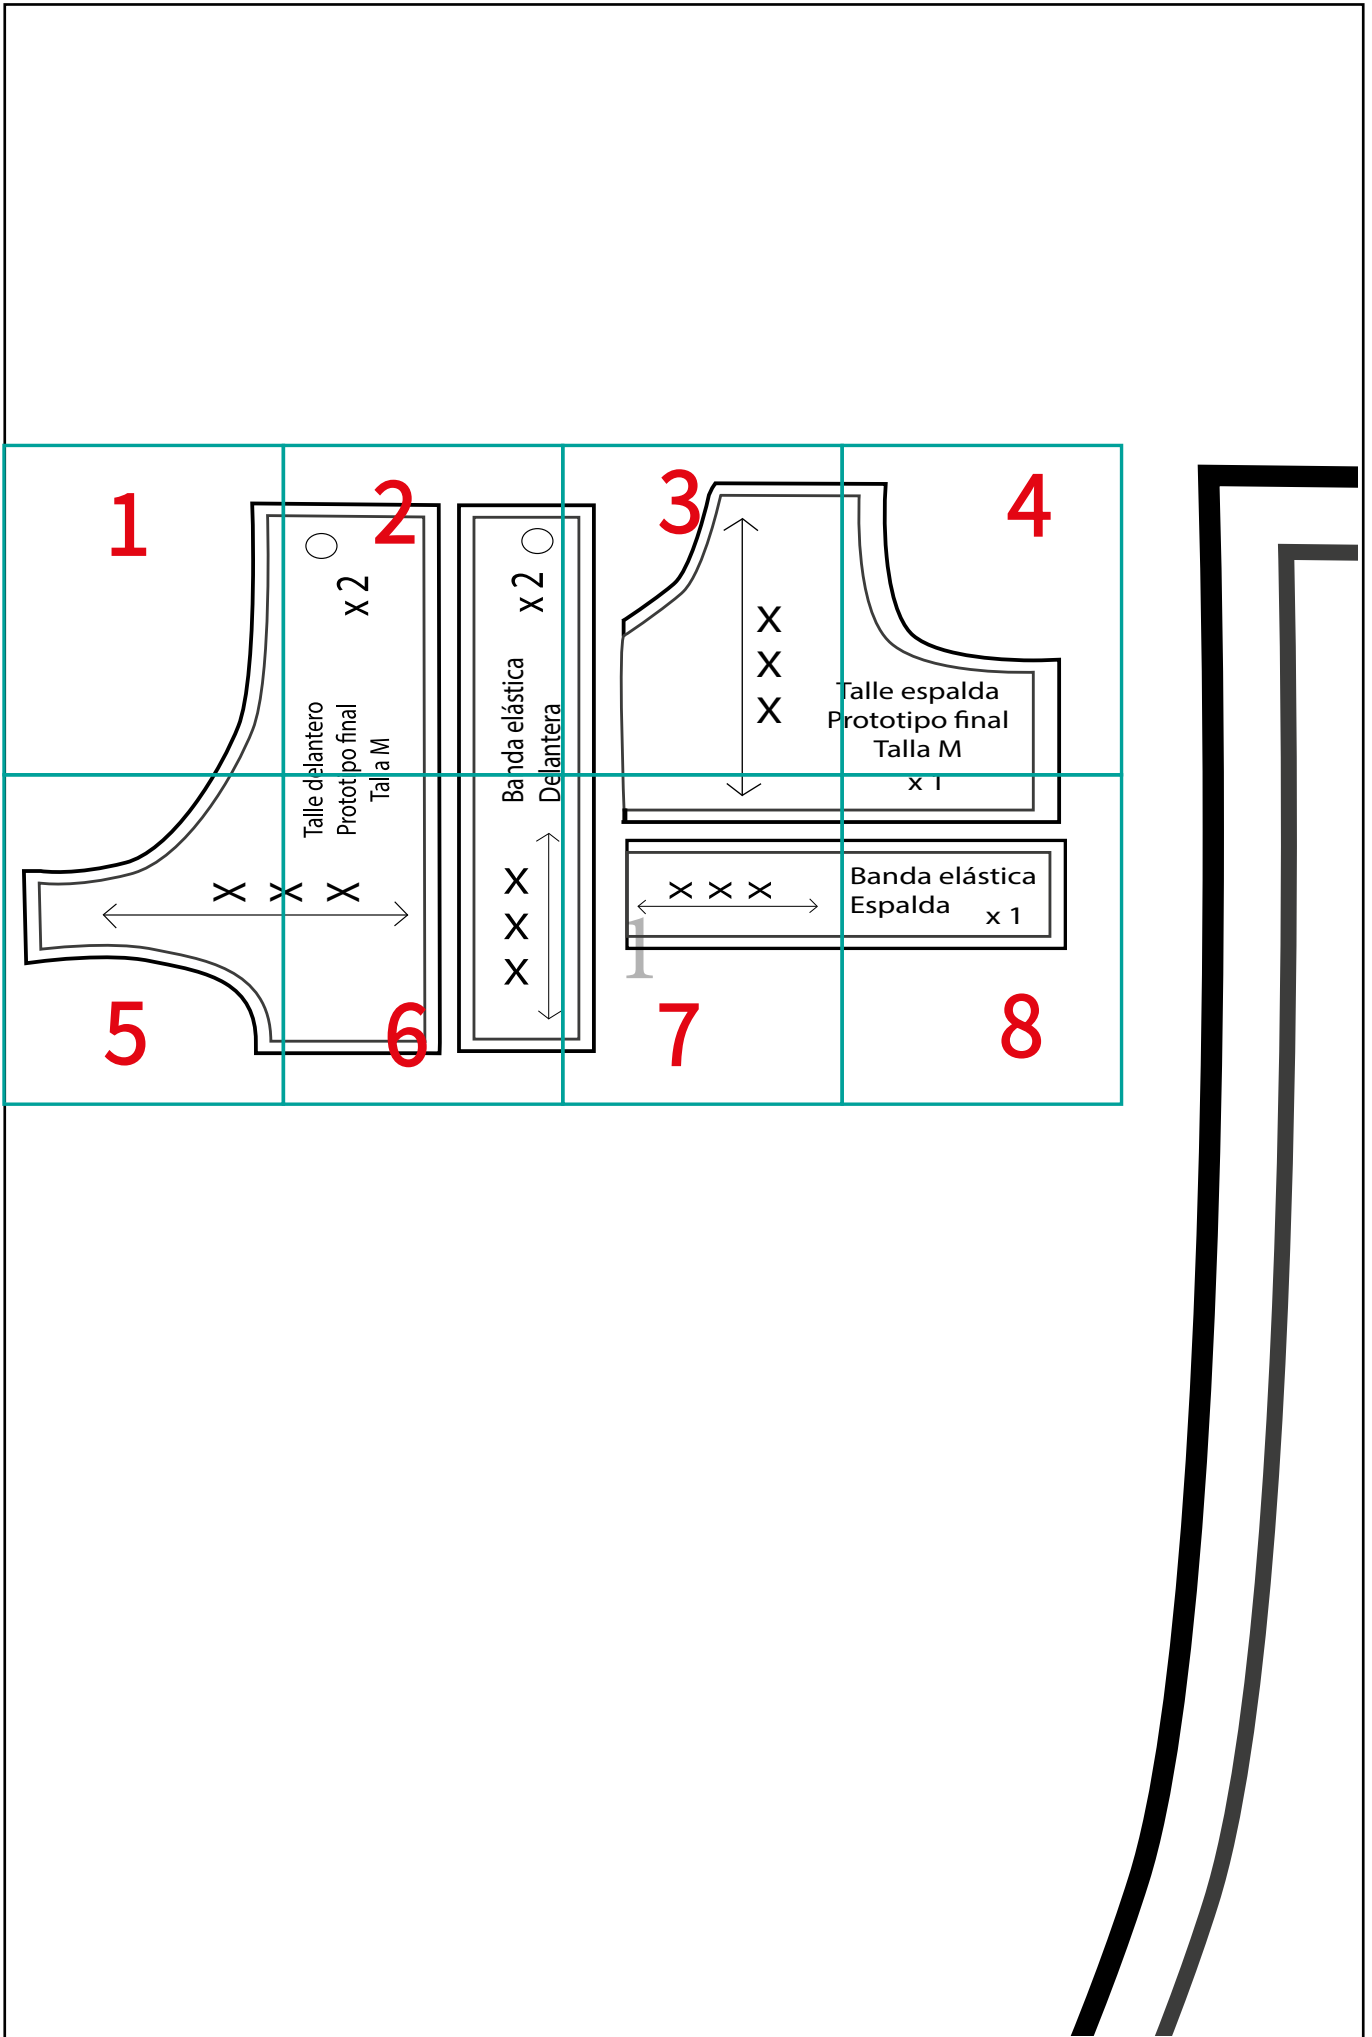 1
2
3
4
x 2
Talle delantero
Prototipo final
Talla M
x x x
x 2
Banda elástica
Delantera
x x x
x
x
x
Talle espalda
Prototipo final
Talla M
x 1
x x x
Banda elástica
Espalda
x 1
1
5
6
7
8